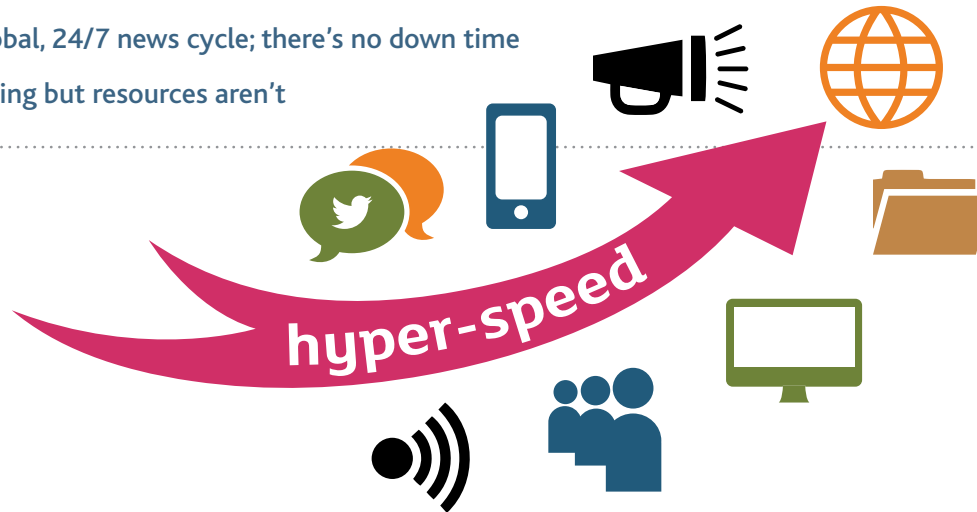 obal, 24/7 news cycle; there's no down time
ing but resources aren't
hyper-speed